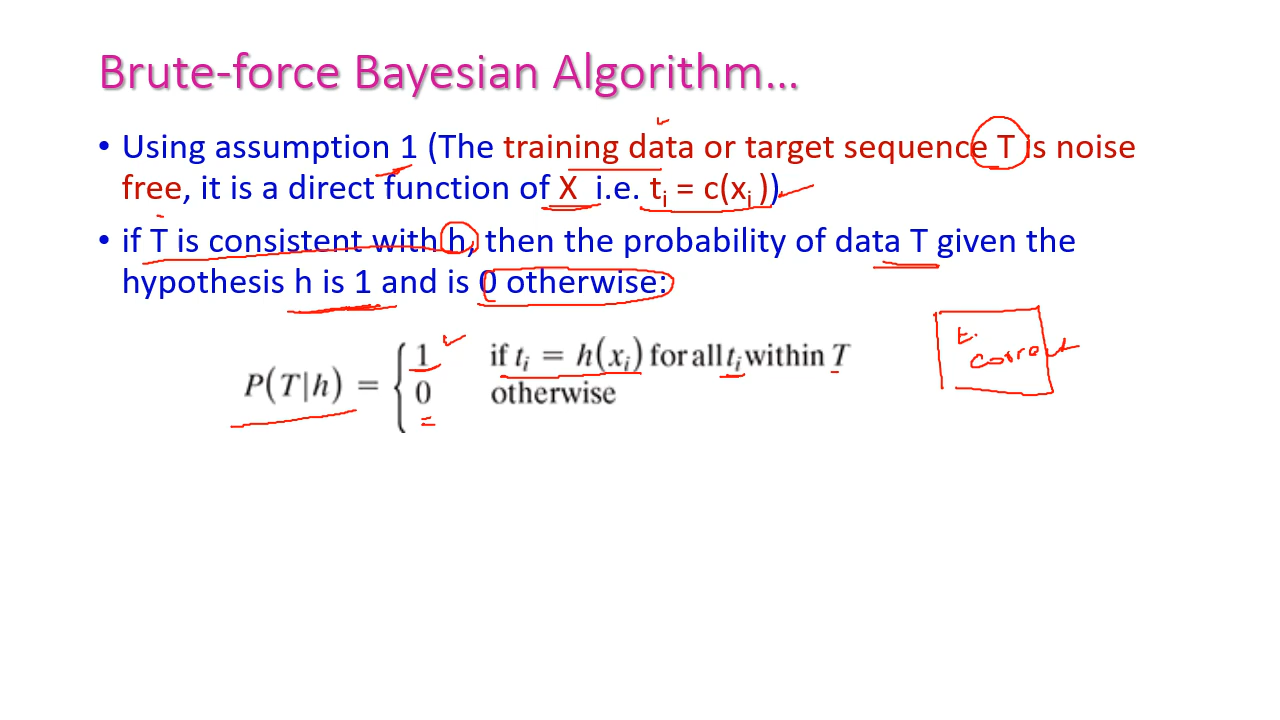 Brute-force Bayesian Algorithm...
• Using assumption 1 (The training data or target sequence T is noise
free, it is a direct function of X i.e. tᵢ = c(xᵢ))
• if T is consistent with h, then the probability of data T given the
hypothesis h is 1 and is 0 otherwise:
P(T|h) = { 1 if tᵢ = h(xᵢ) for all tᵢ within T
0 otherwise
t.
correct